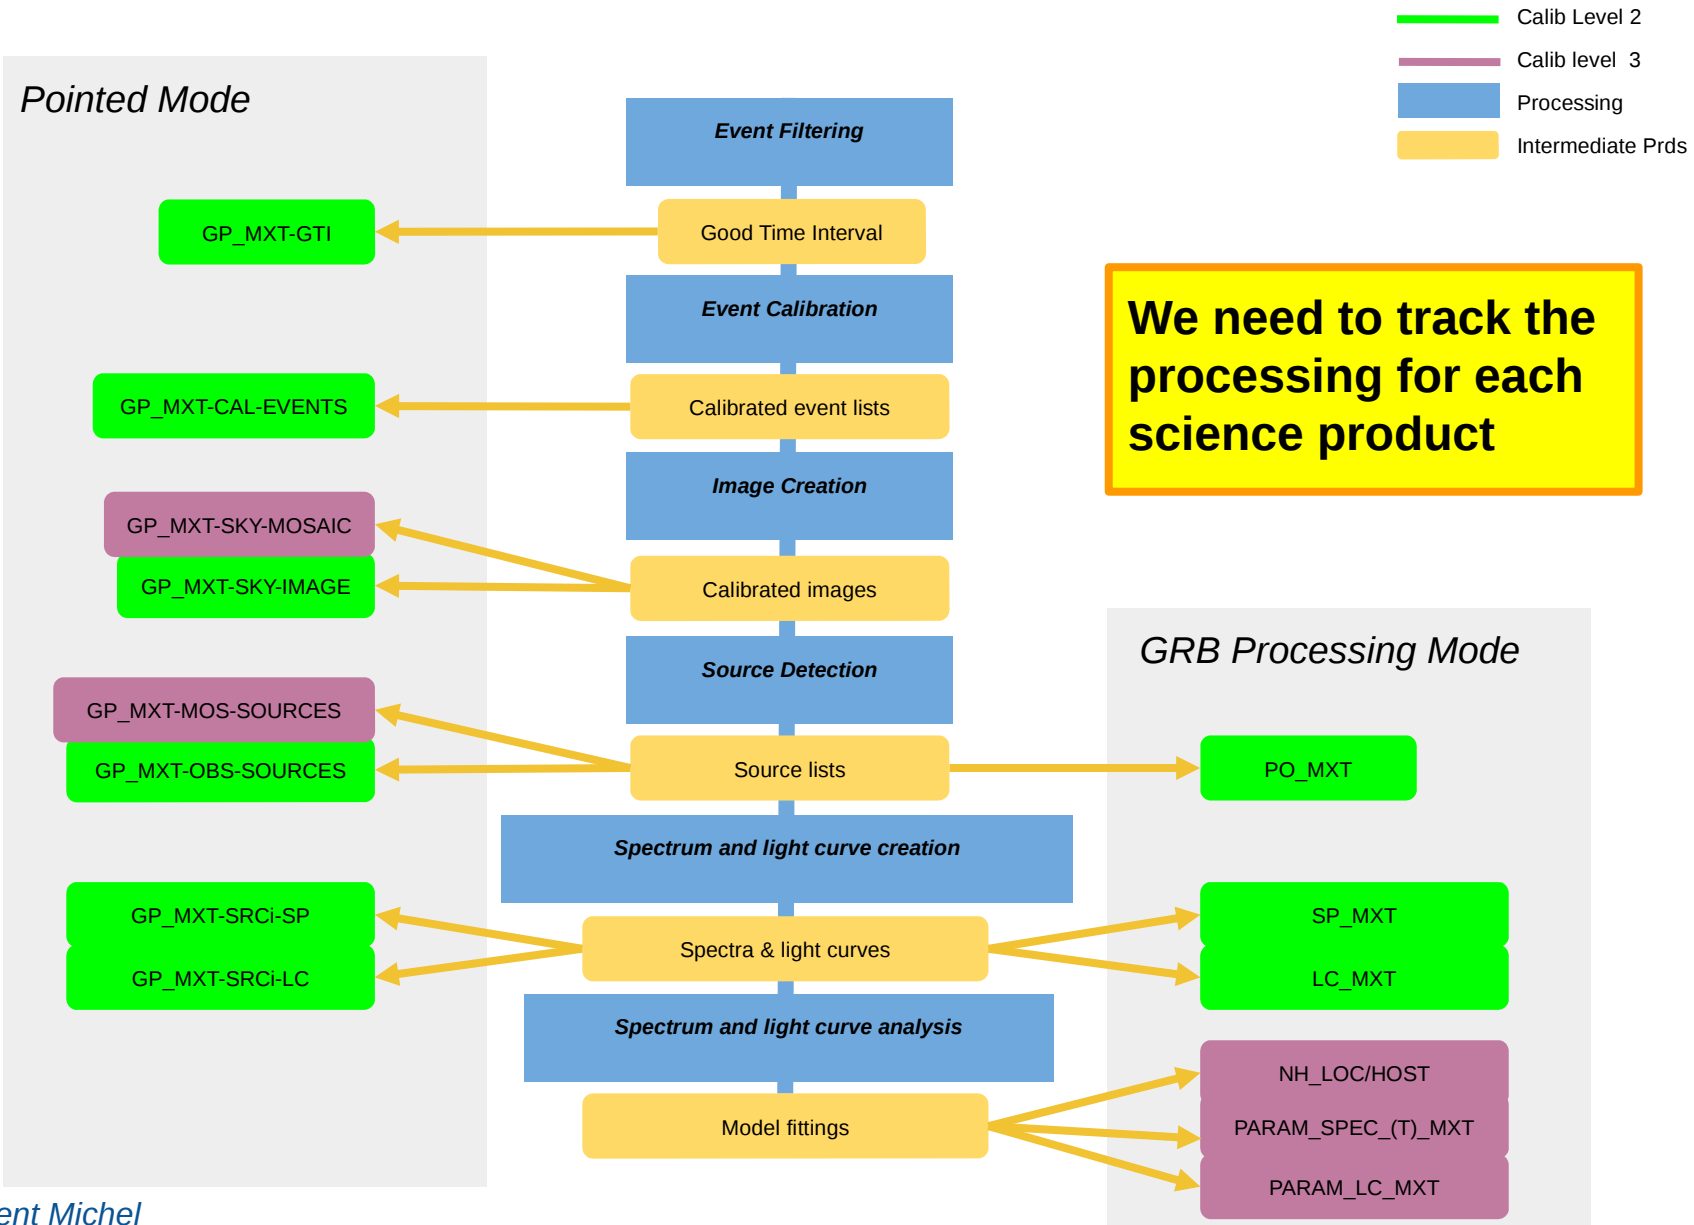 Calib Level 2
Calib level 3
Processing
Intermediate Prds
Pointed Mode
Event Filtering
GP_MXT-GTI
Good Time Interval
Event Calibration
We need to track the
processing for each
science product
GP_MXT-CAL-EVENTS
Calibrated event lists
Image Creation
GP_MXT-SKY-MOSAIC
GP_MXT-SKY-IMAGE
Calibrated images
GRB Processing Mode
Source Detection
GP_MXT-MOS-SOURCES
GP_MXT-OBS-SOURCES
Source lists
PO_MXT
Spectrum and light curve creation
GP_MXT-SRCi-SP
GP_MXT-SRCi-LC
Spectra & light curves
SP_MXT
LC_MXT
Spectrum and light curve analysis
NH_LOC/HOST
Model fittings
PARAM_SPEC_(T)_MXT
PARAM_LC_MXT
ent Michel